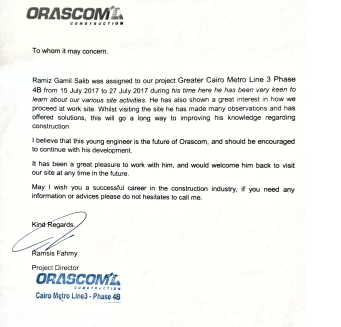 ORASCOM
CONSTRUCTION
To whom it may concern.
Ramiz Gamil Salib was assigned to our project Greater Cairo Metro Line 3 Phase
4B from 15 July 2017 to 27 July 2017 during his time here he has been very keen to
learn about our various site activities. He has also shown a great interest in how we
proceed at work site. Whilst visiting the site he has made many observations and has
offered solutions, this will go a long way to improving his knowledge regarding
construction
I believe that this young engineer is the future of Orascom, and should be encouraged
to continue with his development.
It has been a great pleasure to work with him, and would welcome him back to visit
our site at any time in the future.
May I wish you a successful career in the construction industry, if you need any
information or advices please do not hesitates to call me.
Kind Regards,
Ramsis Fahmy
Project Director
ORASCOM
CONSTRUCTION
Cairo Metro Line3 - Phase 4B